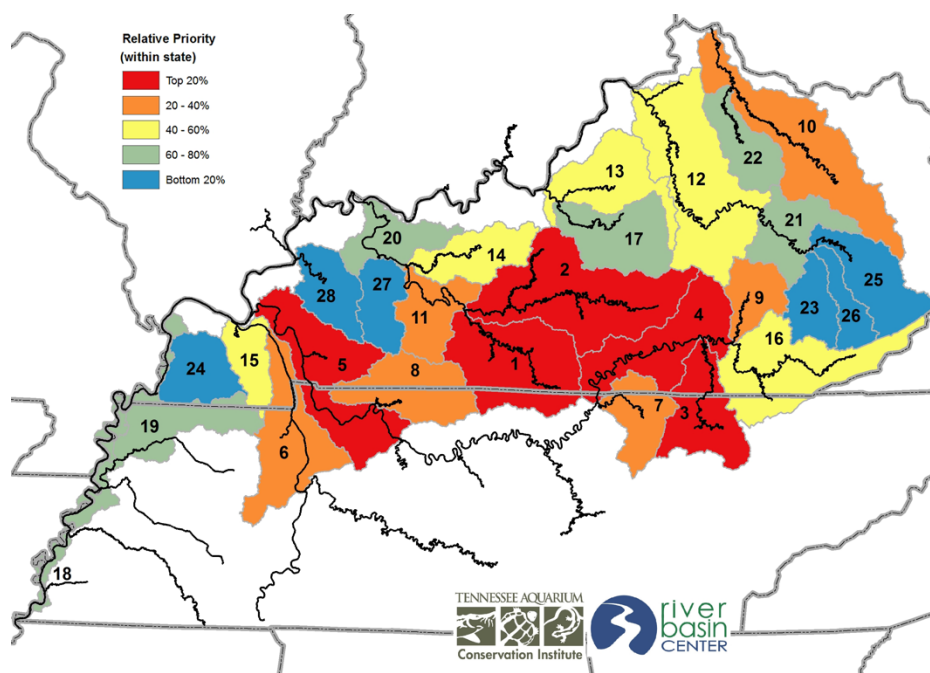 Relative Priority
(within state)
Top 20%
20 - 40%
40 - 60%
60 - 80%
Bottom 20%
10
22
13
12
21
17
20
14
2
25
28
27
23
26
9
11
4
16
15
5
1
24
8
7
3
19
6
18
TENNESSEE AQUARIUM
Conservation Institute
river
basin
CENTER